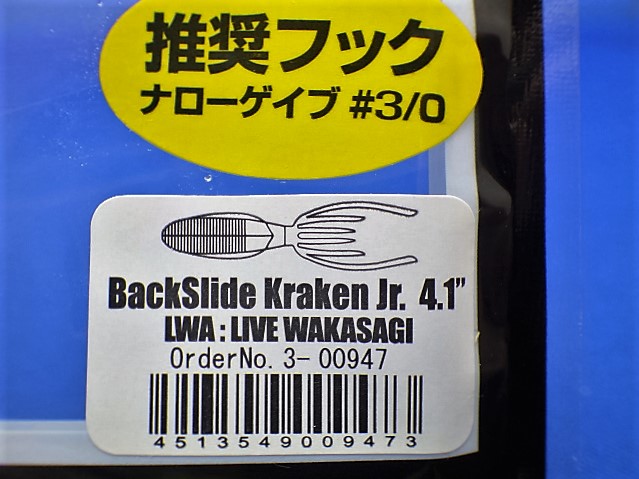 推奨フック
ナローゲイブ #3/0
BackSlide Kraken Jr. 4.1”
LWA : LIVE WAKASAGI
OrderNo. 3-00947
4513549009473